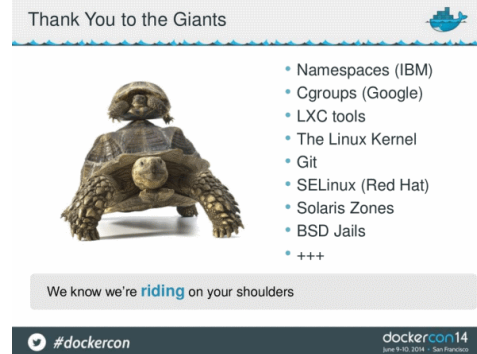 Thank You to the Giants
• Namespaces (IBM)
• Cgroups (Google)
• LXC tools
• The Linux Kernel
• Git
• SELinux (Red Hat)
• Solaris Zones
• BSD Jails
• +++
We know we're riding on your shoulders
#dockercon
dockercon14
June 9-10, 2014 - San Francisco